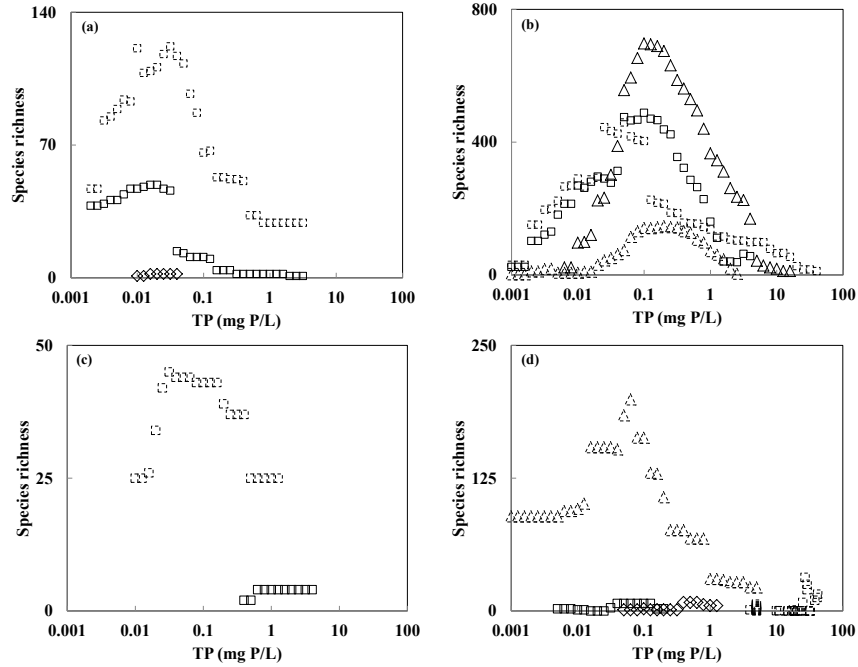 (a)
140
70
0
Species richness
0.001 0.01 0.1 1 10 100
TP (mg P/L)
(b)
800
400
0
Species richness
0.001 0.01 0.1 1 10 100
TP (mg P/L)
(c)
50
25
0
Species richness
0.001 0.01 0.1 1 10 100
TP (mg P/L)
(d)
250
125
0
Species richness
0.001 0.01 0.1 1 10 100
TP (mg P/L)